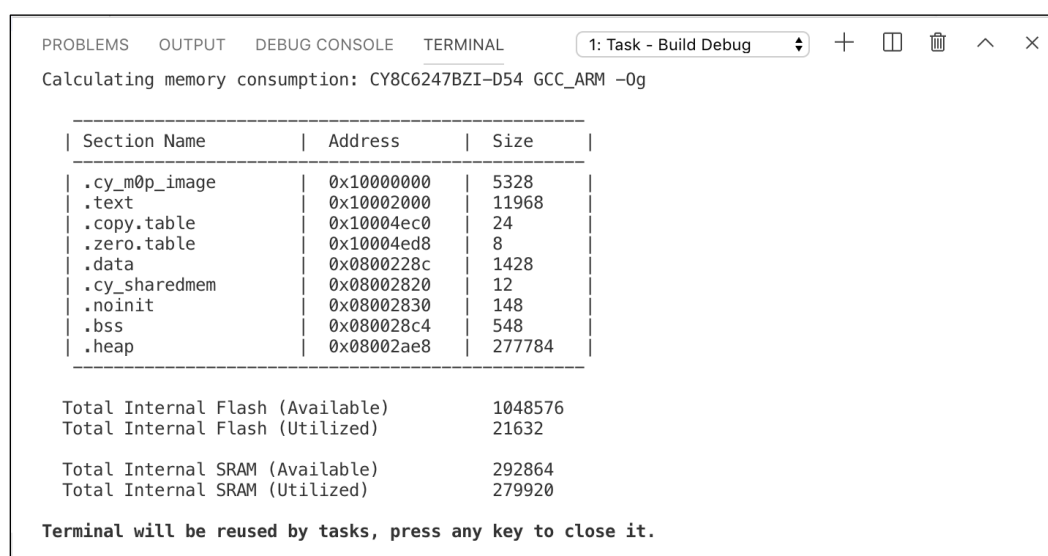 PROBLEMS OUTPUT DEBUG CONSOLE TERMINAL 1: Task - Build Debug
Calculating memory consumption: CY8C6247BZI-D54 GCC_ARM -Og
| Section Name | Address | Size |
| .cy_m0p_image | 0x10000000 | 5328 |
| .text | 0x10002000 | 11968 |
| .copy.table | 0x10004ec0 | 24 |
| .zero.table | 0x10004ed8 | 8 |
| .data | 0x0800228c | 1428 |
| .cy_sharedmem | 0x08002820 | 12 |
| .noinit | 0x08002830 | 148 |
| .bss | 0x080028c4 | 548 |
| .heap | 0x08002ae8 | 277784 |
Total Internal Flash (Available) 1048576
Total Internal Flash (Utilized) 21632
Total Internal SRAM (Available) 292864
Total Internal SRAM (Utilized) 279920
Terminal will be reused by tasks, press any key to close it.